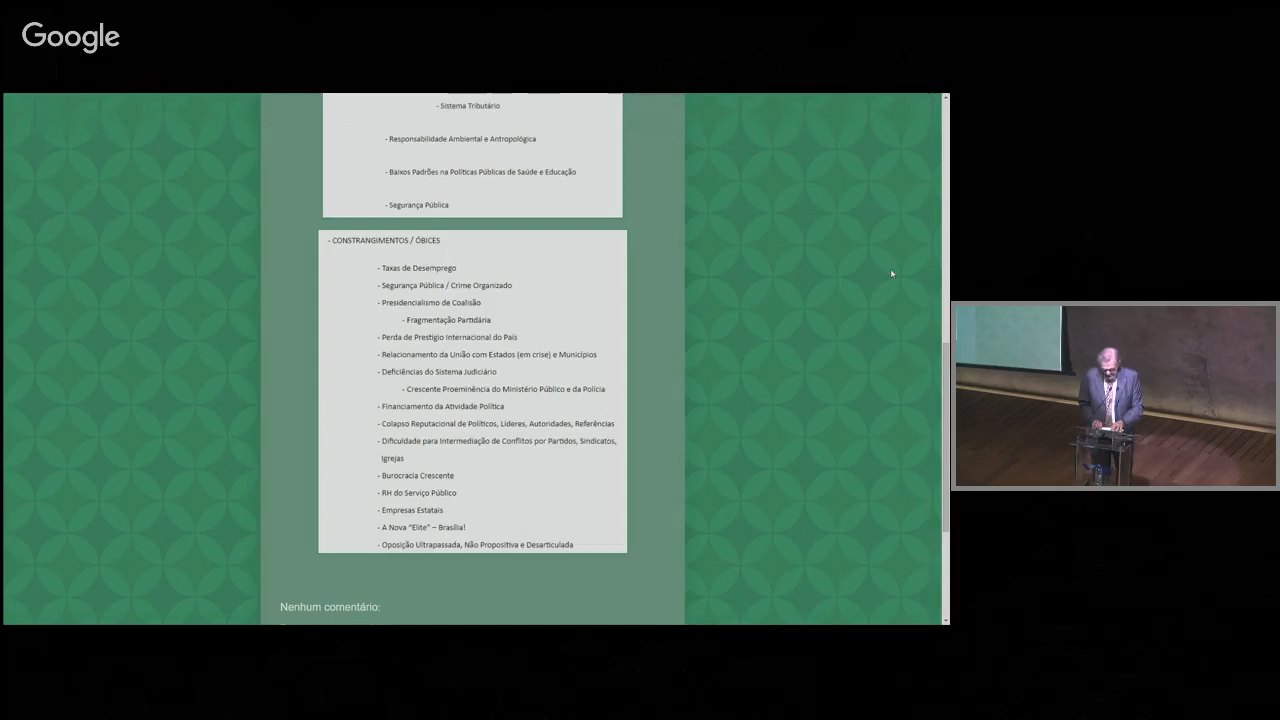 Google
- Sistema Tributário
- Responsabilidade Ambiental e Antropológica
- Baixos Padrões na Políticas Públicas de Saúde e Educação
- Segurança Pública
- CONSTRANGIMENTOS / ÓBICES
- Taxas de Desemprego
- Segurança Pública / Crime Organizado
- Presidencialismo de Coalisão
- Fragmentação Partidária
- Perda de Prestígio Internacional do País
- Relacionamento da União com Estados (em crise) e Municípios
- Deficiências do Sistema Judiciário
- Crescente Proeminência do Ministério Público e da Polícia
- Financiamento da Atividade Política
- Colapso Reputacional de Políticos, Líderes, Autoridades, Referências
- Dificuldade para Intermediação de Conflitos por Partidos, Sindicatos,
Igrejas
- Burocracia Crescente
- RH do Serviço Público
- Empresas Estatais
- A Nova "Elite" – Brasília!
- Oposição Ultrapassada, Não Propositiva e Desarticulada
Nenhum comentário: